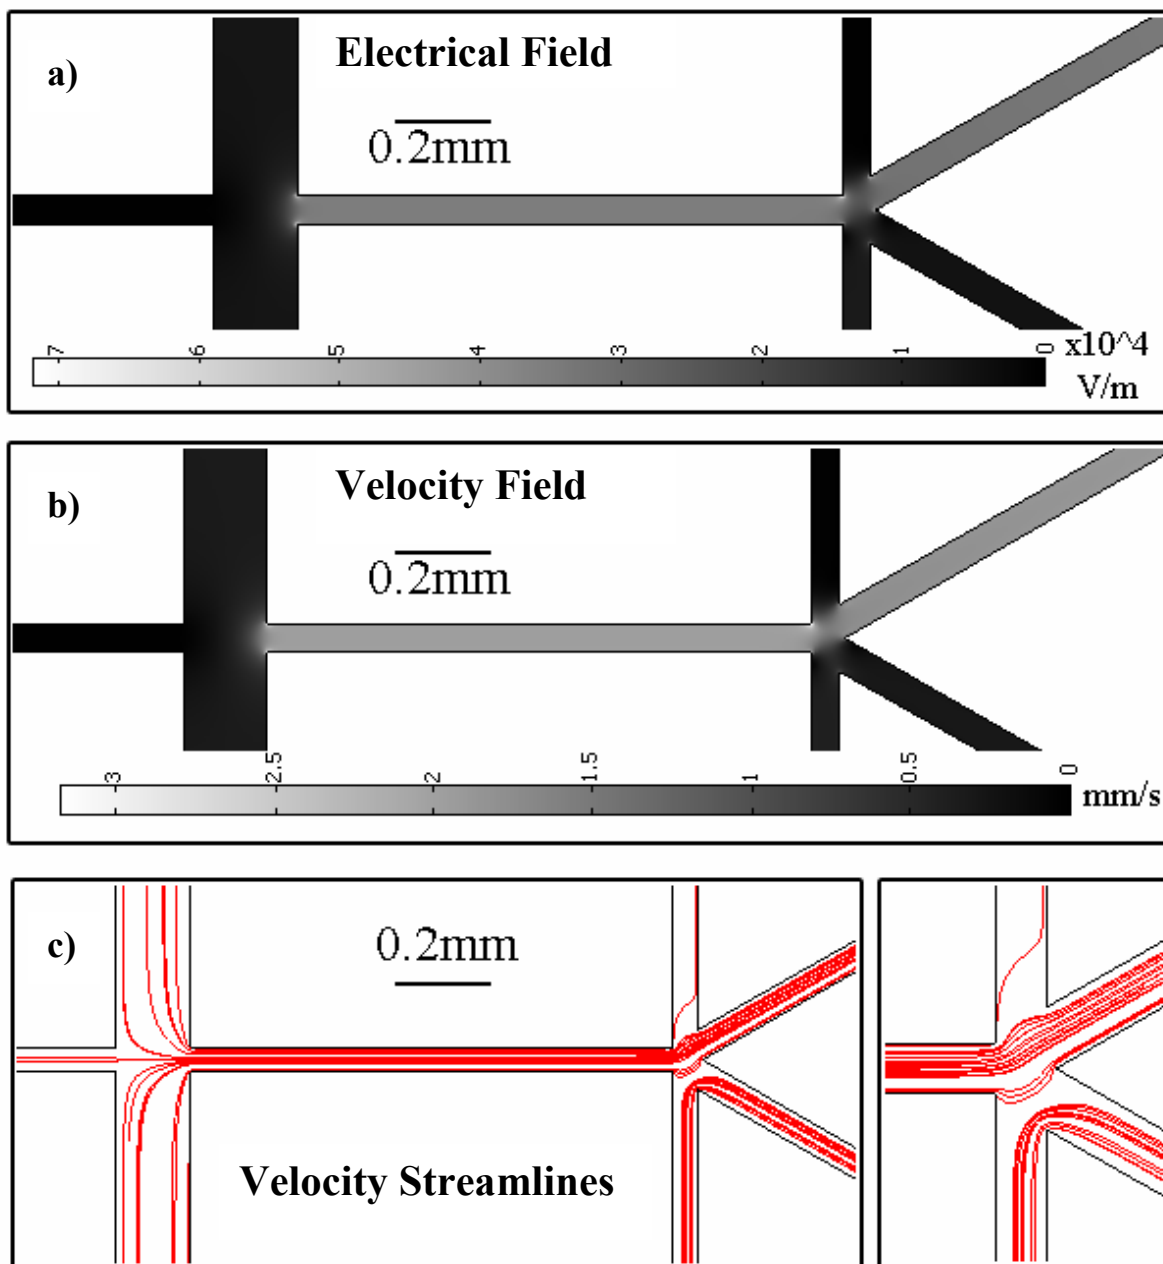 a)
Electrical Field
0.2mm
7 6 5 4 3 2 1 0 x10^4
V/m
b)
Velocity Field
0.2mm
3 2.5 2 1.5 1 0.5 0 mm/s
c)
0.2mm
Velocity Streamlines